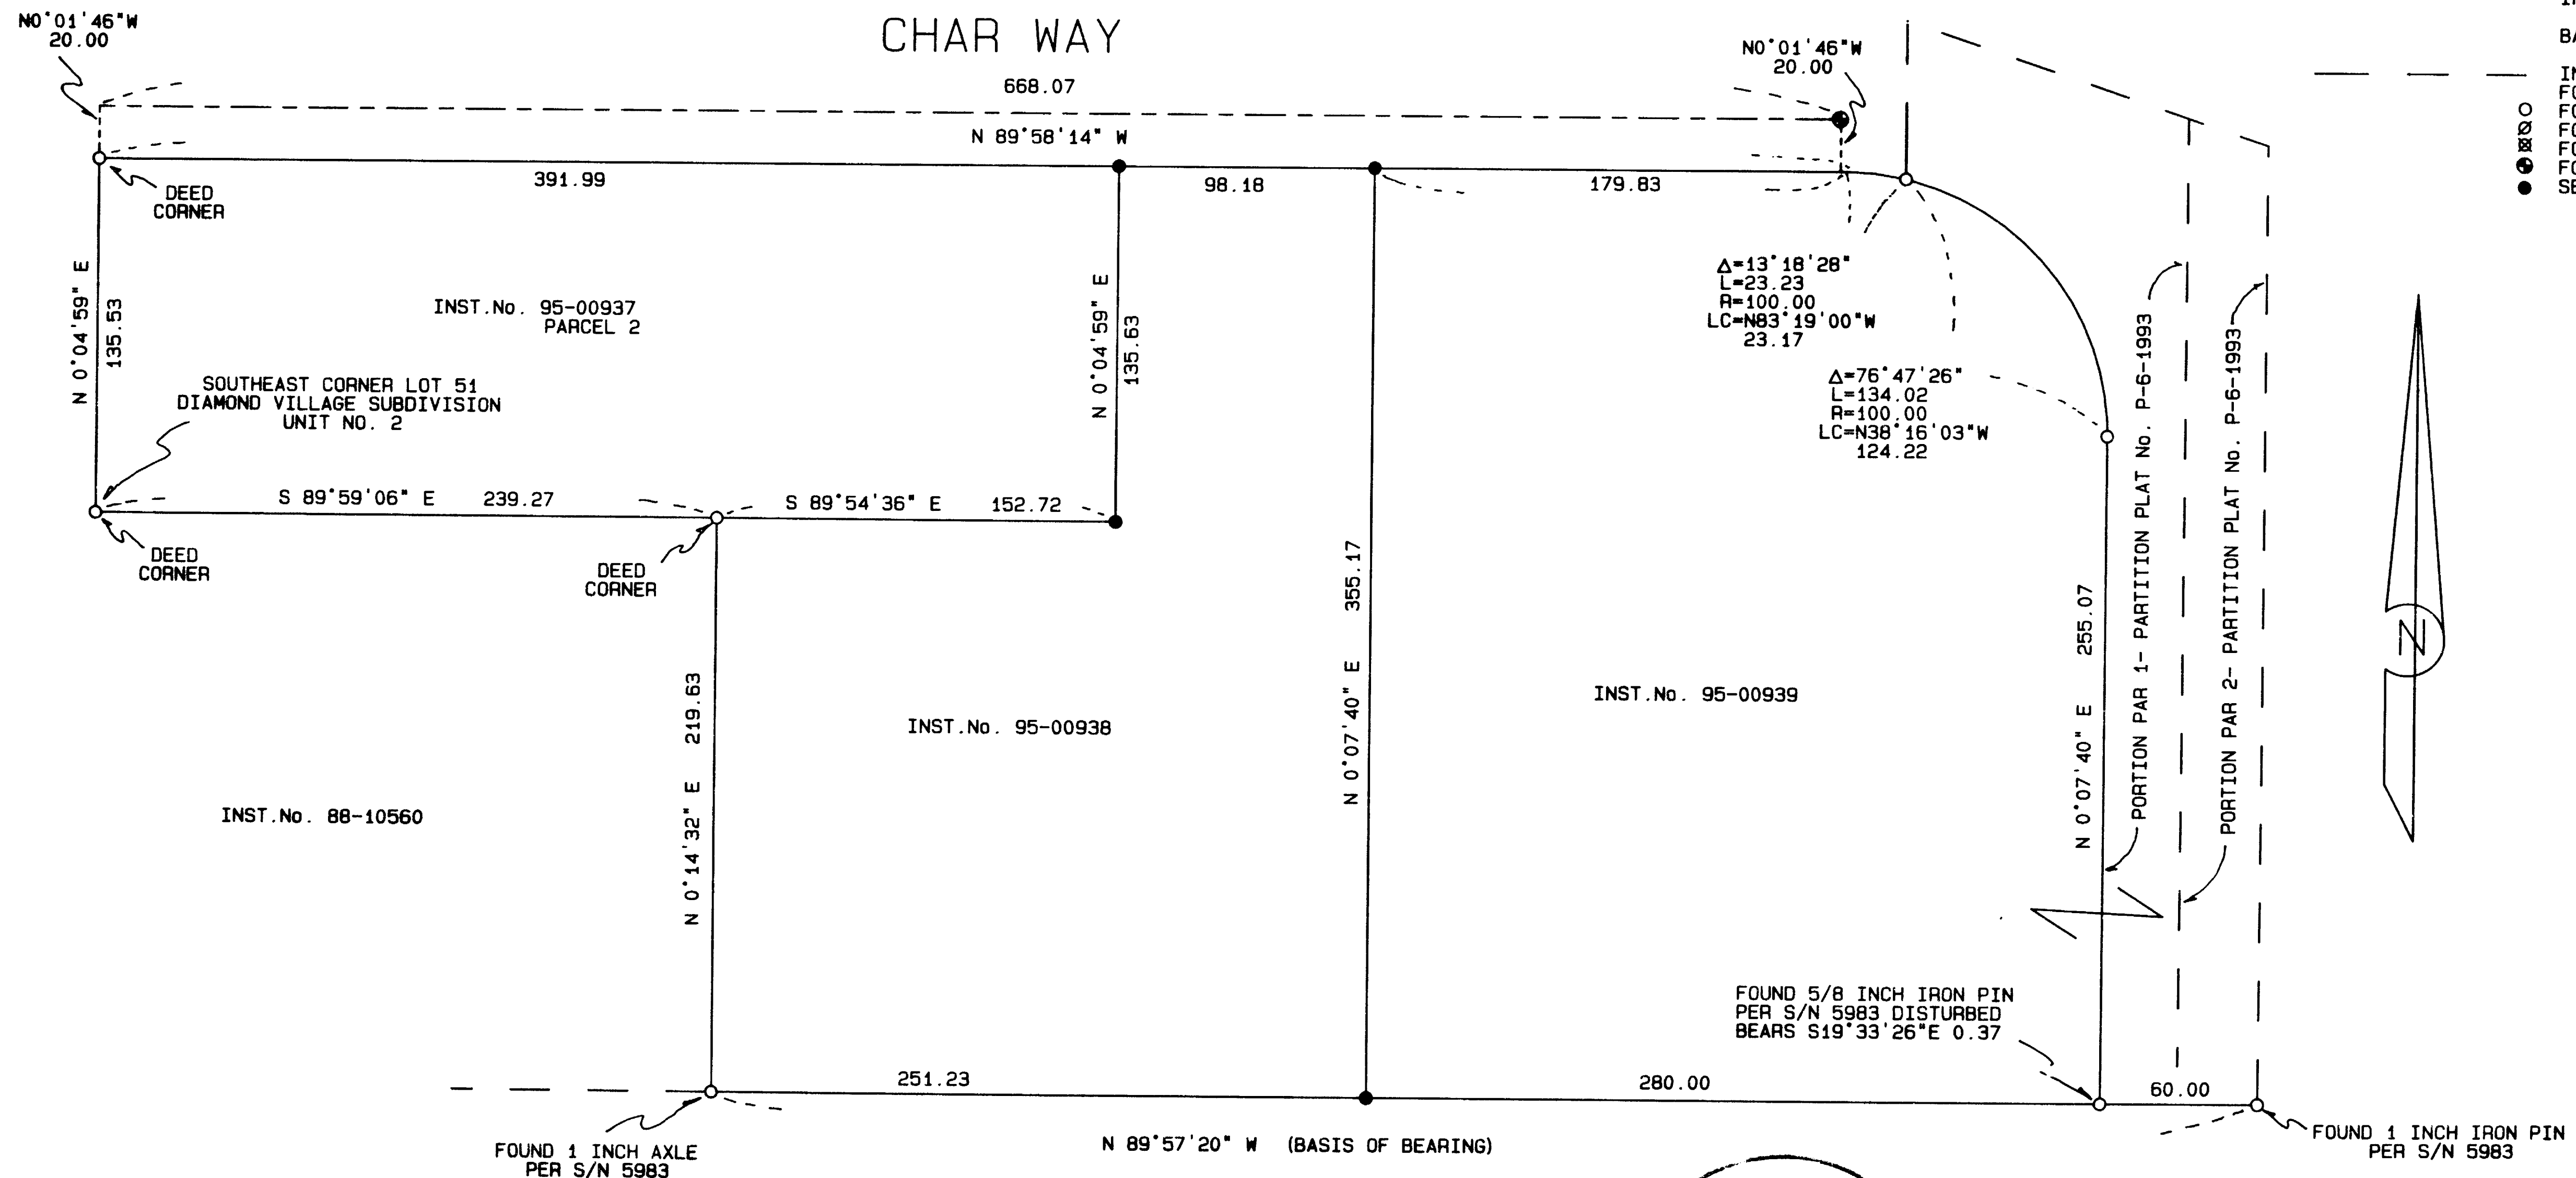 N0°01'46"W
20.00
CHAR WAY
668.07
N0°01'46"W
20.00
N 89°58'14" W
391.99
98.18
179.83
DEED
CORNER
N 0°04'59" E
135.53
INST.No. 95-00937
PARCEL 2
N 0°04'59" E
135.63
SOUTHEAST CORNER LOT 51
DIAMOND VILLAGE SUBDIVISION
UNIT NO. 2
Δ=13°18'28"
L=23.23
R=100.00
LC=N83°19'00"W
23.17
Δ=76°47'26"
L=134.02
R=100.00
LC=N38°16'03"W
124.22
S 89°59'06" E 239.27
S 89°54'36" E 152.72
DEED
CORNER
DEED
CORNER
N 0°14'32" E 219.63
N 0°07'40" E 355.17
N 0°07'40" E 255.07
PORTION PAR 1- PARTITION PLAT No. P-6-1993
PORTION PAR 2- PARTITION PLAT No. P-6-1993
N
INST.No. 95-00939
INST.No. 95-00938
INST.No. 88-10560
FOUND 5/8 INCH IRON PIN
PER S/N 5983 DISTURBED
BEARS S19°33'26"E 0.37
251.23
280.00
60.00
FOUND 1 INCH AXLE
PER S/N 5983
N 89°57'20" W (BASIS OF BEARING)
FOUND 1 INCH IRON PIN
PER S/N 5983